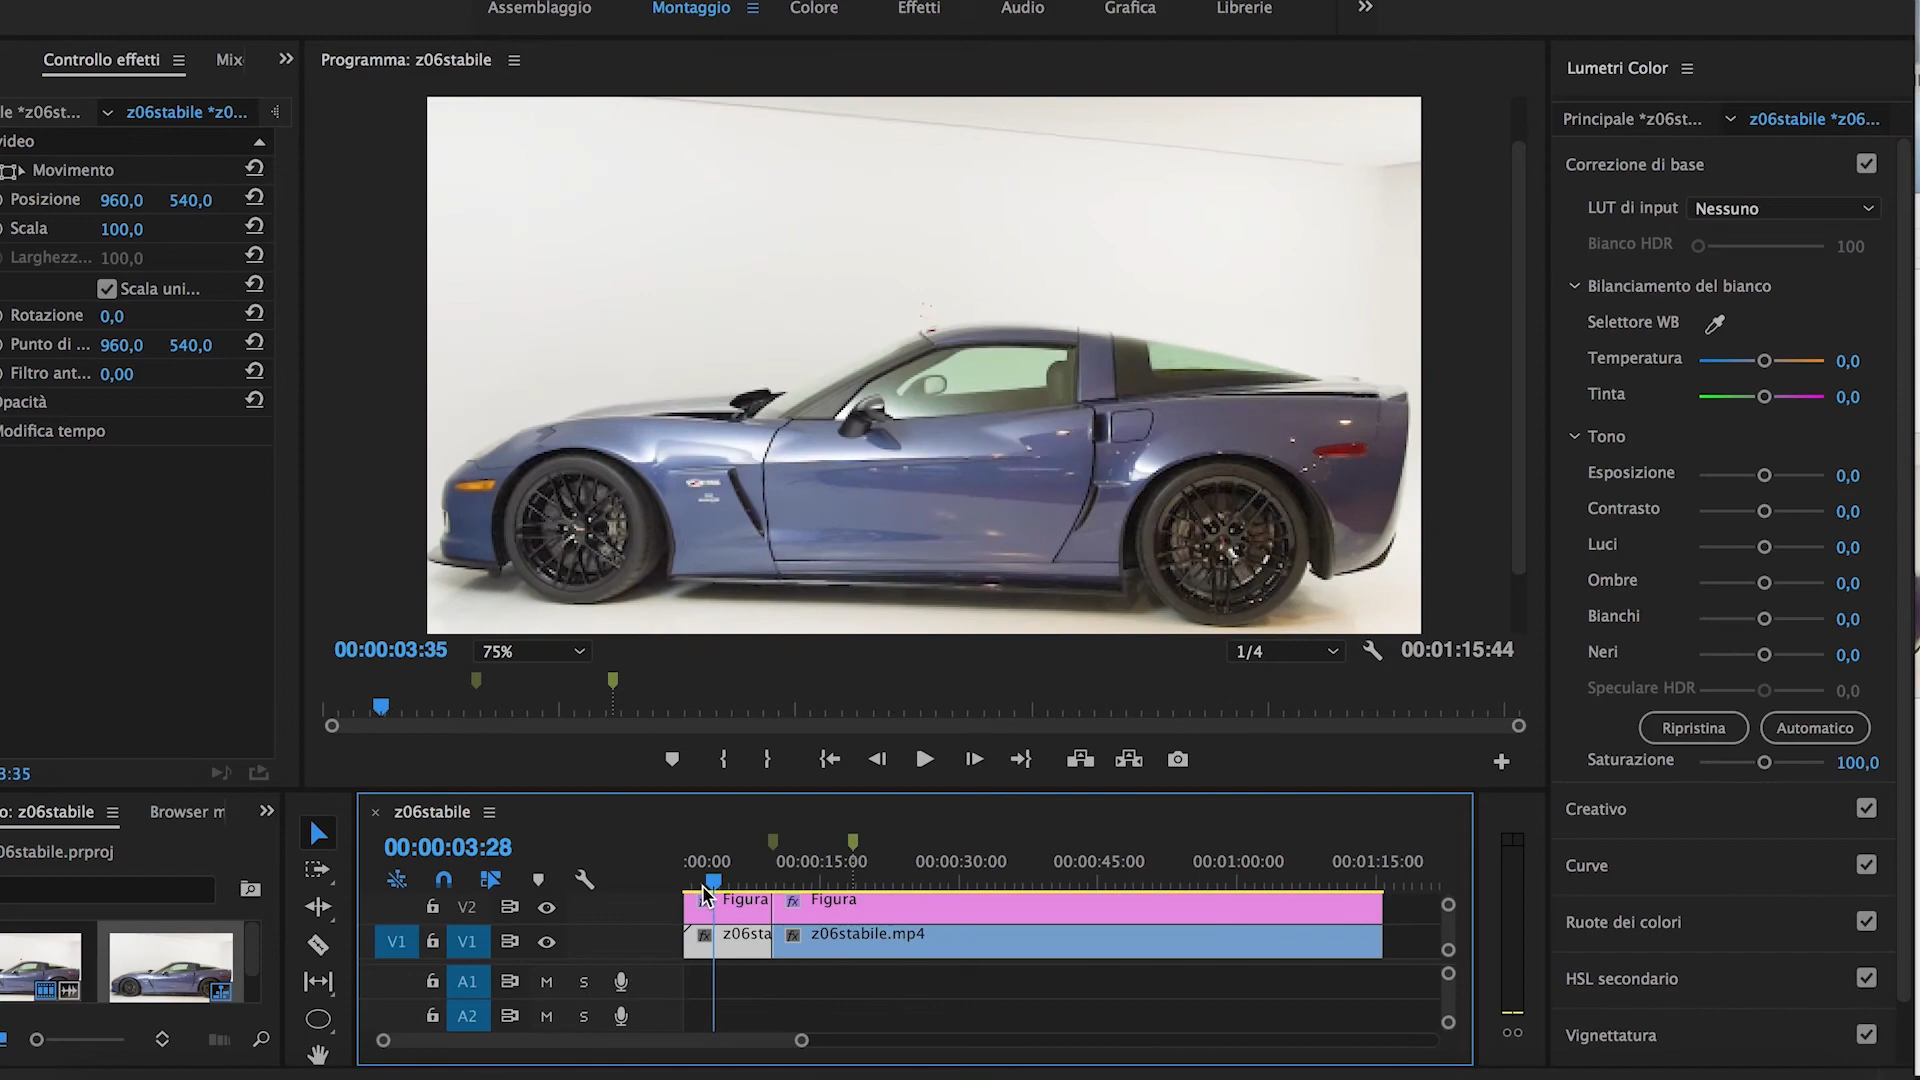 Assemblaggio Montaggio Colore Effetti Audio Grafica Librerie
Controllo effetti Mix
Programma: z06stabile
Lumetri Color
le *z06st... z06stabile *z0...
Principale *z06st... z06stabile *z06...
video
Movimento
Posizione 960,0 540,0
Scala 100,0
Larghezz... 100,0
Scala uni...
Rotazione 0,0
Punto di ... 960,0 540,0
Filtro ant... 0,00
Opacità
Modifica tempo
3:35
Correzione di base
LUT di input Nessuno
Bianco HDR 100
Bilanciamento del bianco
Selettore WB
Temperatura 0,0
Tinta 0,0
Tono
Esposizione 0,0
Contrasto 0,0
Luci 0,0
Ombre 0,0
Bianchi 0,0
Neri 0,0
Speculare HDR 0,0
Ripristina Automatico
Saturazione 100,0
Creativo
Curve
Ruote dei colori
HSL secondario
Vignettatura
00:00:03:35 75% 1/4 00:01:15:44
o: z06stabile Browser m
06stabile.prproj
× z06stabile
00:00:03:28
:00:00 00:00:15:00 00:00:30:00 00:00:45:00 00:01:00:00 00:01:15:00
V2 fx Figura fx Figura
V1 V1 fx z06sta fx z06stabile.mp4
A1 M S
A2 M S